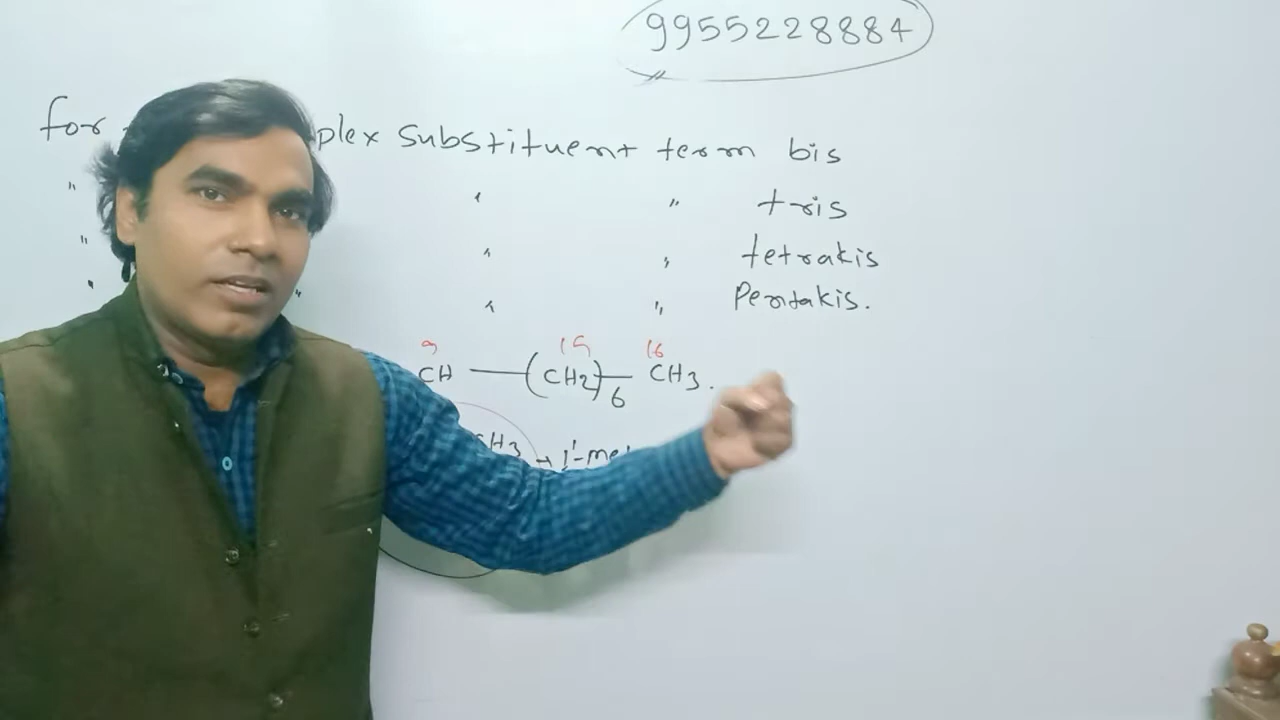 9955228884
For plex Substituent term bis
" " " tris
" " " tetrakis
" " " " Pentakis.
9 15 16
CH — (CH2)6 — CH3.
CH3 → 1'-me